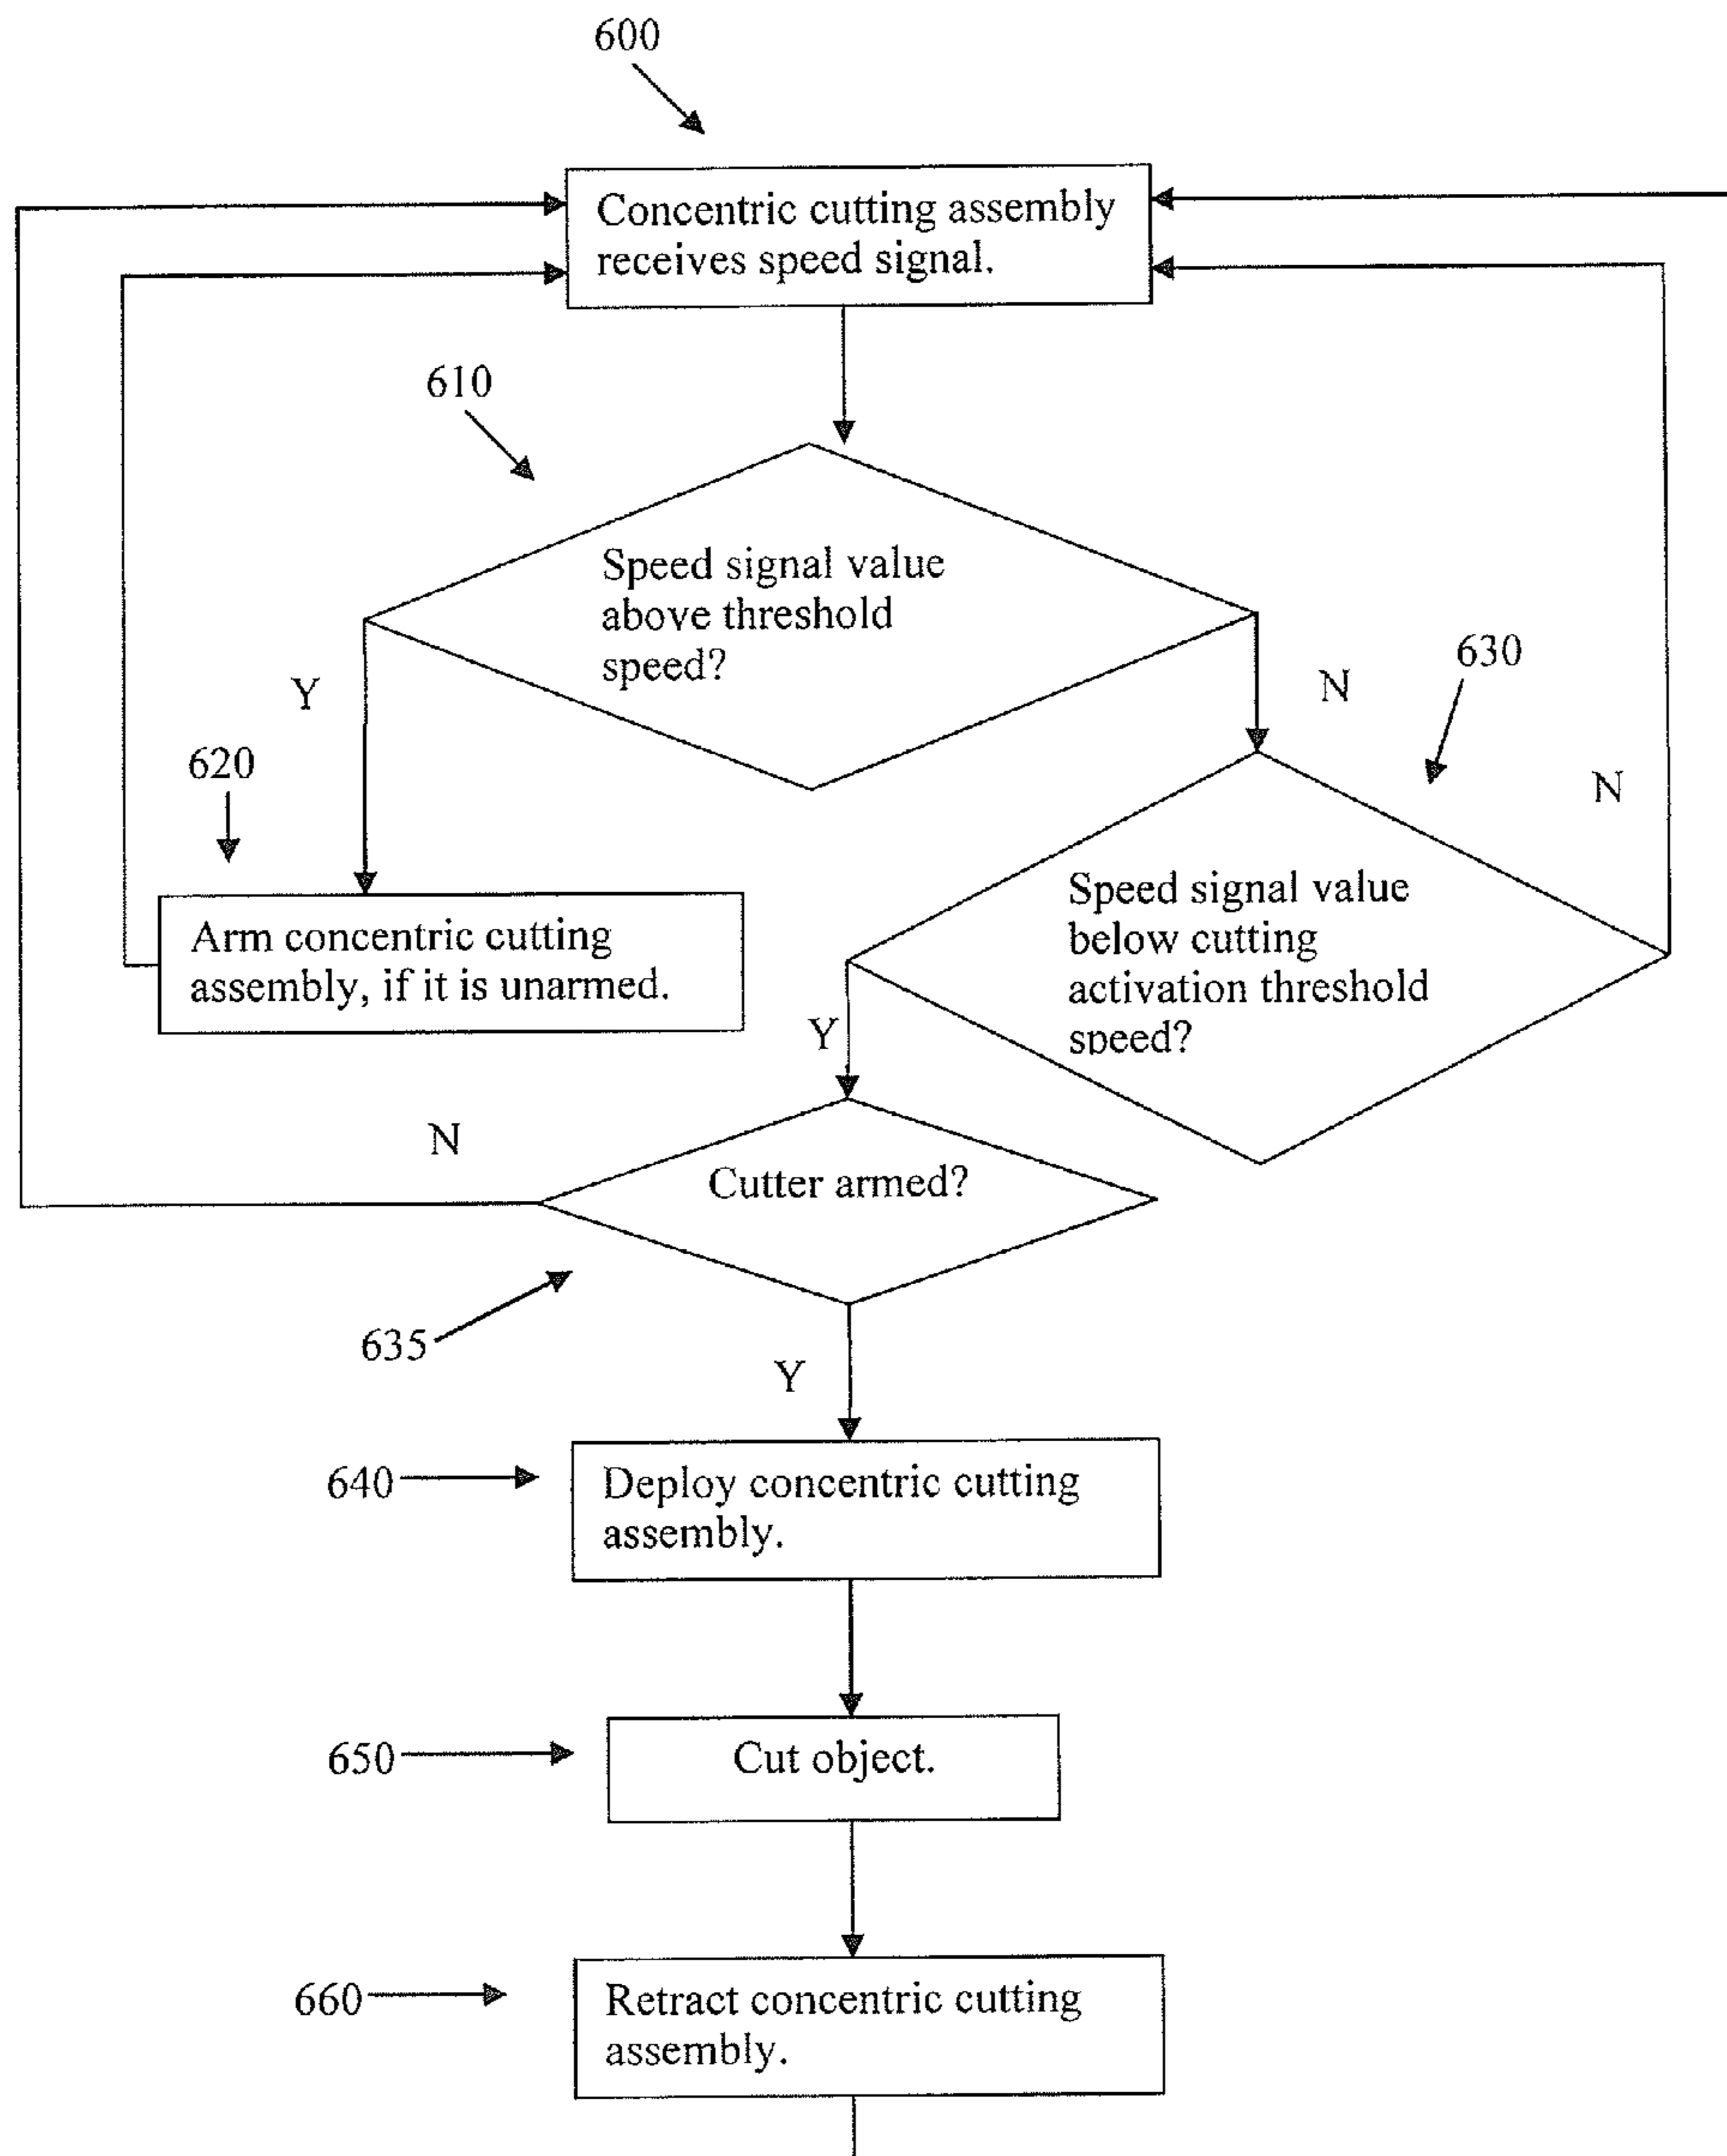 600
Concentric cutting assembly
receives speed signal.
610
Speed signal value
above threshold
speed?
Y
N
630
620
N
Arm concentric cutting
assembly, if it is unarmed.
Speed signal value
below cutting
activation threshold
speed?
Y
N
Cutter armed?
635
Y
640
Deploy concentric cutting
assembly.
650
Cut object.
660
Retract concentric cutting
assembly.